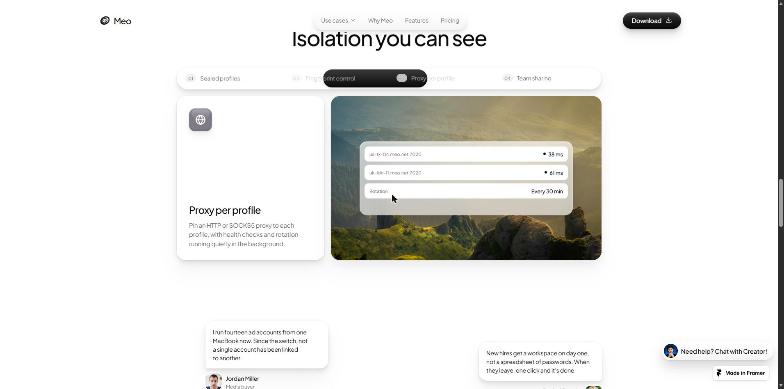 Meo
Use cases
Why Meo
Features
Pricing
Download
Isolation you can see
01 Sealed profiles
Fingerprint control
Proxy per profile
04 Team sharing
38 ms
61 ms
Rotation
Every 30 min
Proxy per profile
Pin an HTTP or SOCKS5 proxy to each
profile, with health checks and rotation
running quietly in the background.
I run fourteen ad accounts from one
MacBook now. Since the switch, not
a single account has been linked
to another.
Jordan Miller
Media buyer
New hires get a workspace on day one,
not a spreadsheet of passwords. When
they leave, one click and it's done.
Need help? Chat with Creator!
Made in Framer